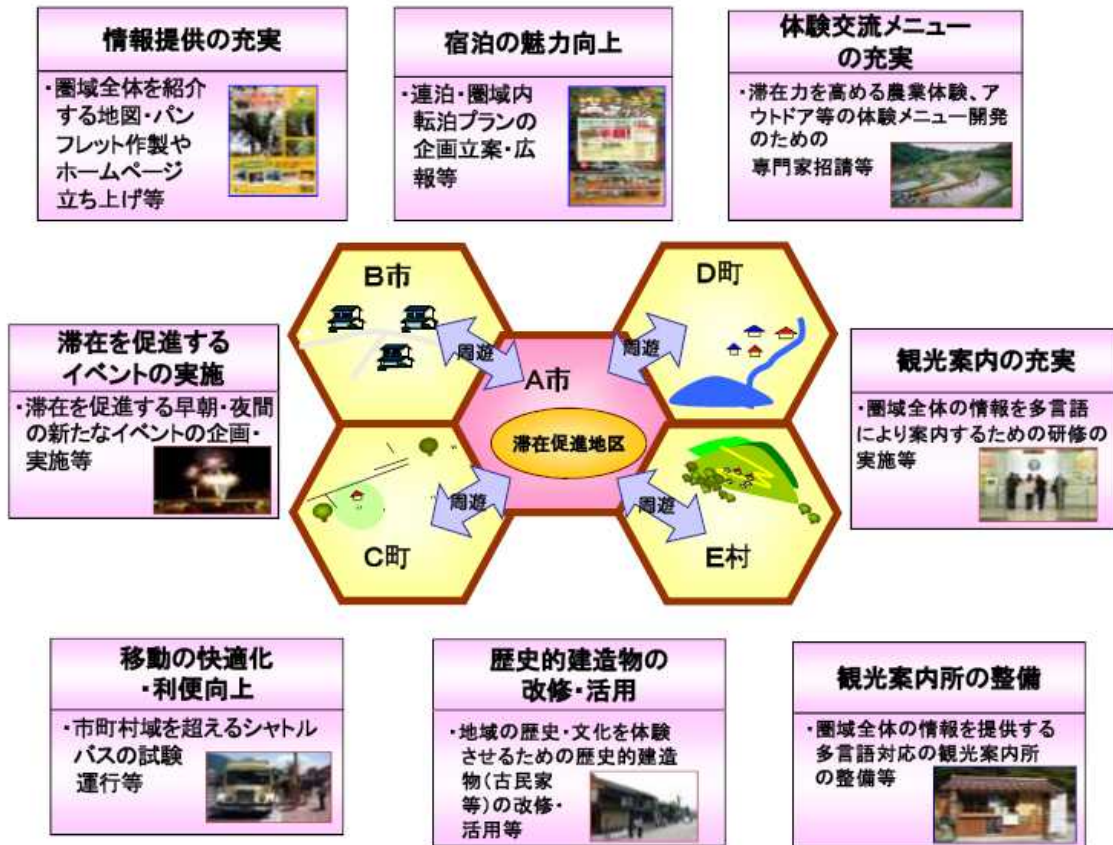 情報提供の充実
・圏域全体を紹介
する地図・パン
フレット作製や
ホームページ
立ち上げ等
宿泊の魅力向上
・連泊・圏域内
転泊プランの
企画立案・広
報等
体験交流メニュー
の充実
・滞在力を高める農業体験、ア
ウトドア等の体験メニュー開発
のための
専門家招請等
B市
周遊
D町
周遊
A市
滞在促進地区
C町
周遊
E村
周遊
滞在を促進する
イベントの実施
・滞在を促進する早朝・夜間
の新たなイベントの企画・
実施等
観光案内の充実
・圏域全体の情報を多言語
により案内するための研修の
実施等
移動の快適化
・利便向上
・市町村域を超えるシャトル
バスの試験
運行等
歴史的建造物の
改修・活用
・地域の歴史・文化を体験
させるための歴史的建造
物(古民家
等)の改修・
活用等
観光案内所の整備
・圏域全体の情報を提供する
多言語対応の観光案内所
の整備等